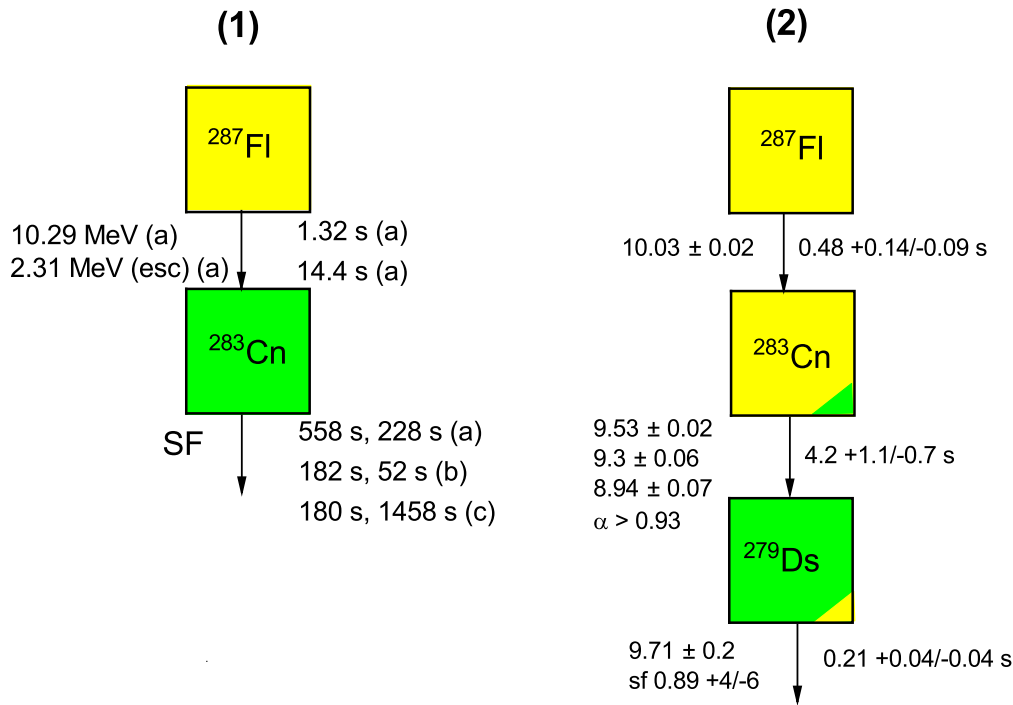 (1)
²⁸⁷Fl
10.29 MeV (a)
2.31 MeV (esc) (a)
1.32 s (a)
14.4 s (a)
²⁸³Cn
SF
558 s, 228 s (a)
182 s, 52 s (b)
180 s, 1458 s (c)
(2)
²⁸⁷Fl
10.03 ± 0.02
0.48 +0.14/-0.09 s
²⁸³Cn
9.53 ± 0.02
9.3 ± 0.06
8.94 ± 0.07
α > 0.93
4.2 +1.1/-0.7 s
²⁷⁹Ds
9.71 ± 0.2
sf 0.89 +4/-6
0.21 +0.04/-0.04 s